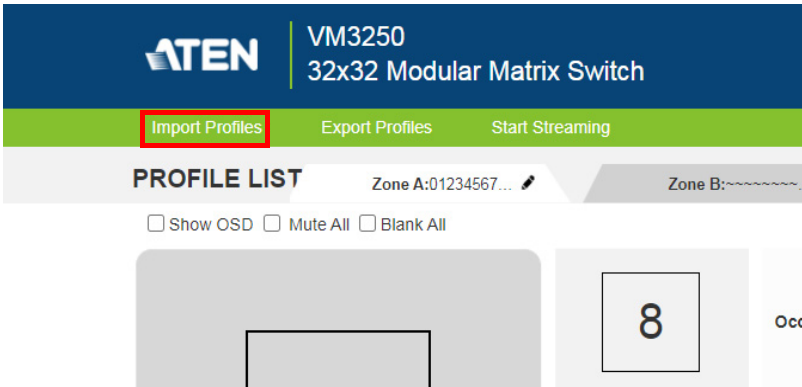 ATEN
VM3250
32x32 Modular Matrix Switch
Import Profiles Export Profiles Start Streaming
PROFILE LIST Zone A:01234567... Zone B:~~~~~~~~.
Show OSD Mute All Blank All
8